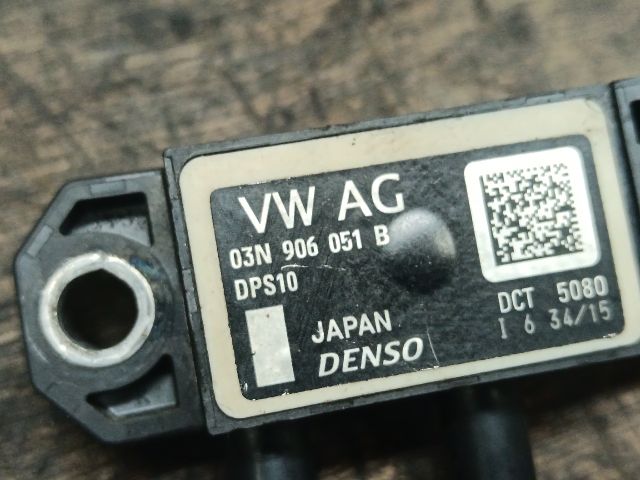 VW AG
03N 906 051 B
DPS10
JAPAN
DENSO
DCT 5080
I 6 34/15